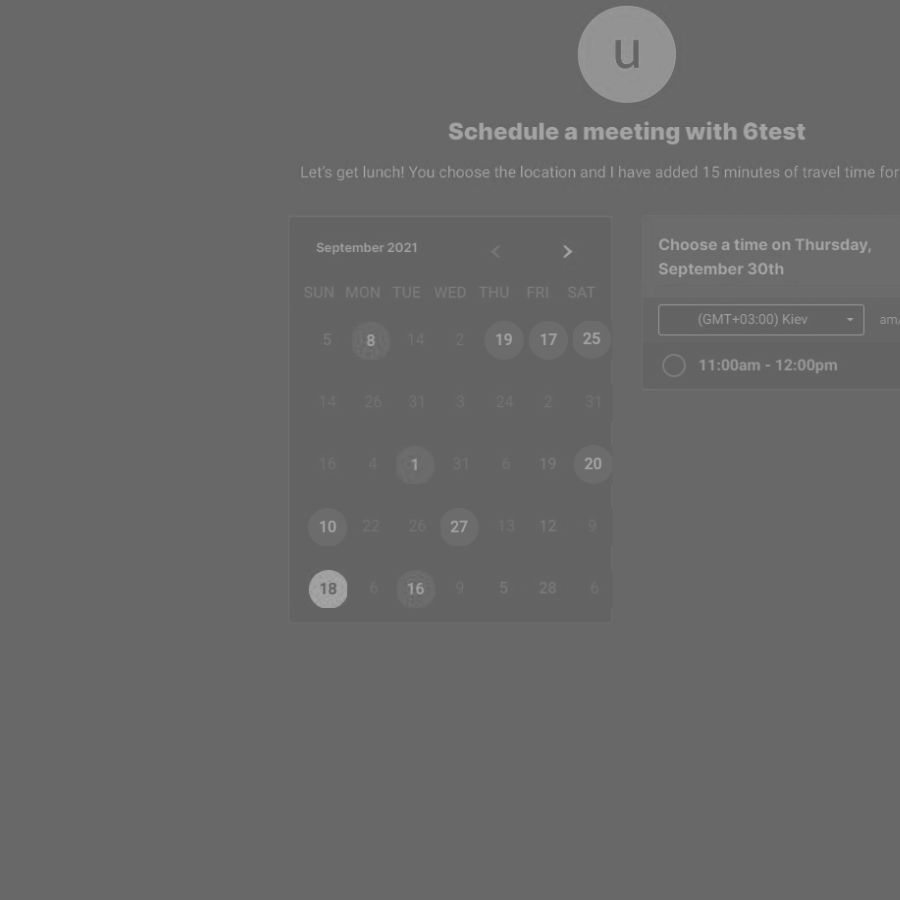 u
Schedule a meeting with 6test
Let's get lunch! You choose the location and I have added 15 minutes of travel time for
September 2021
SUN MON TUE WED THU FRI SAT
5 8 14 2 19 17 25
14 26 31 3 24 2 31
16 4 1 31 6 19 20
10 22 26 27 13 12 9
18 6 16 9 5 28 6
Choose a time on Thursday,
September 30th
(GMT+03:00) Kiev am/
11:00am - 12:00pm